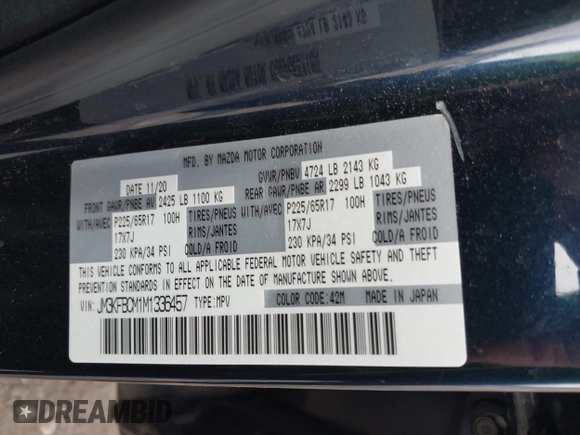 MFD. BY MAZDA MOTOR CORPORATION
DATE 11/20 GVWR/PNBV 4724 LB 2143 KG
FRONT GAWR/PNBE AV 2425 LB 1100 KG REAR GAWR/PNBE AR 2299 LB 1043 KG
WITH/AVEC P225/65R17 100H TIRES/PNEUS WITH/AVEC P225/65R17 100H TIRES/PNEUS
17X7J RIMS/JANTES 17X7J RIMS/JANTES
230 KPA/34 PSI COLD/A FROID 230 KPA/34 PSI COLD/A FROID
THIS VEHICLE CONFORMS TO ALL APPLICABLE FEDERAL MOTOR VEHICLE SAFETY AND THEFT
PREVENTION STANDARDS IN EFFECT ON THE DATE OF MANUFACTURE SHOWN ABOVE.
VIN: JM3KFBCM1M1336457 TYPE: MPV COLOR CODE: 42M MADE IN JAPAN
DREAMBID